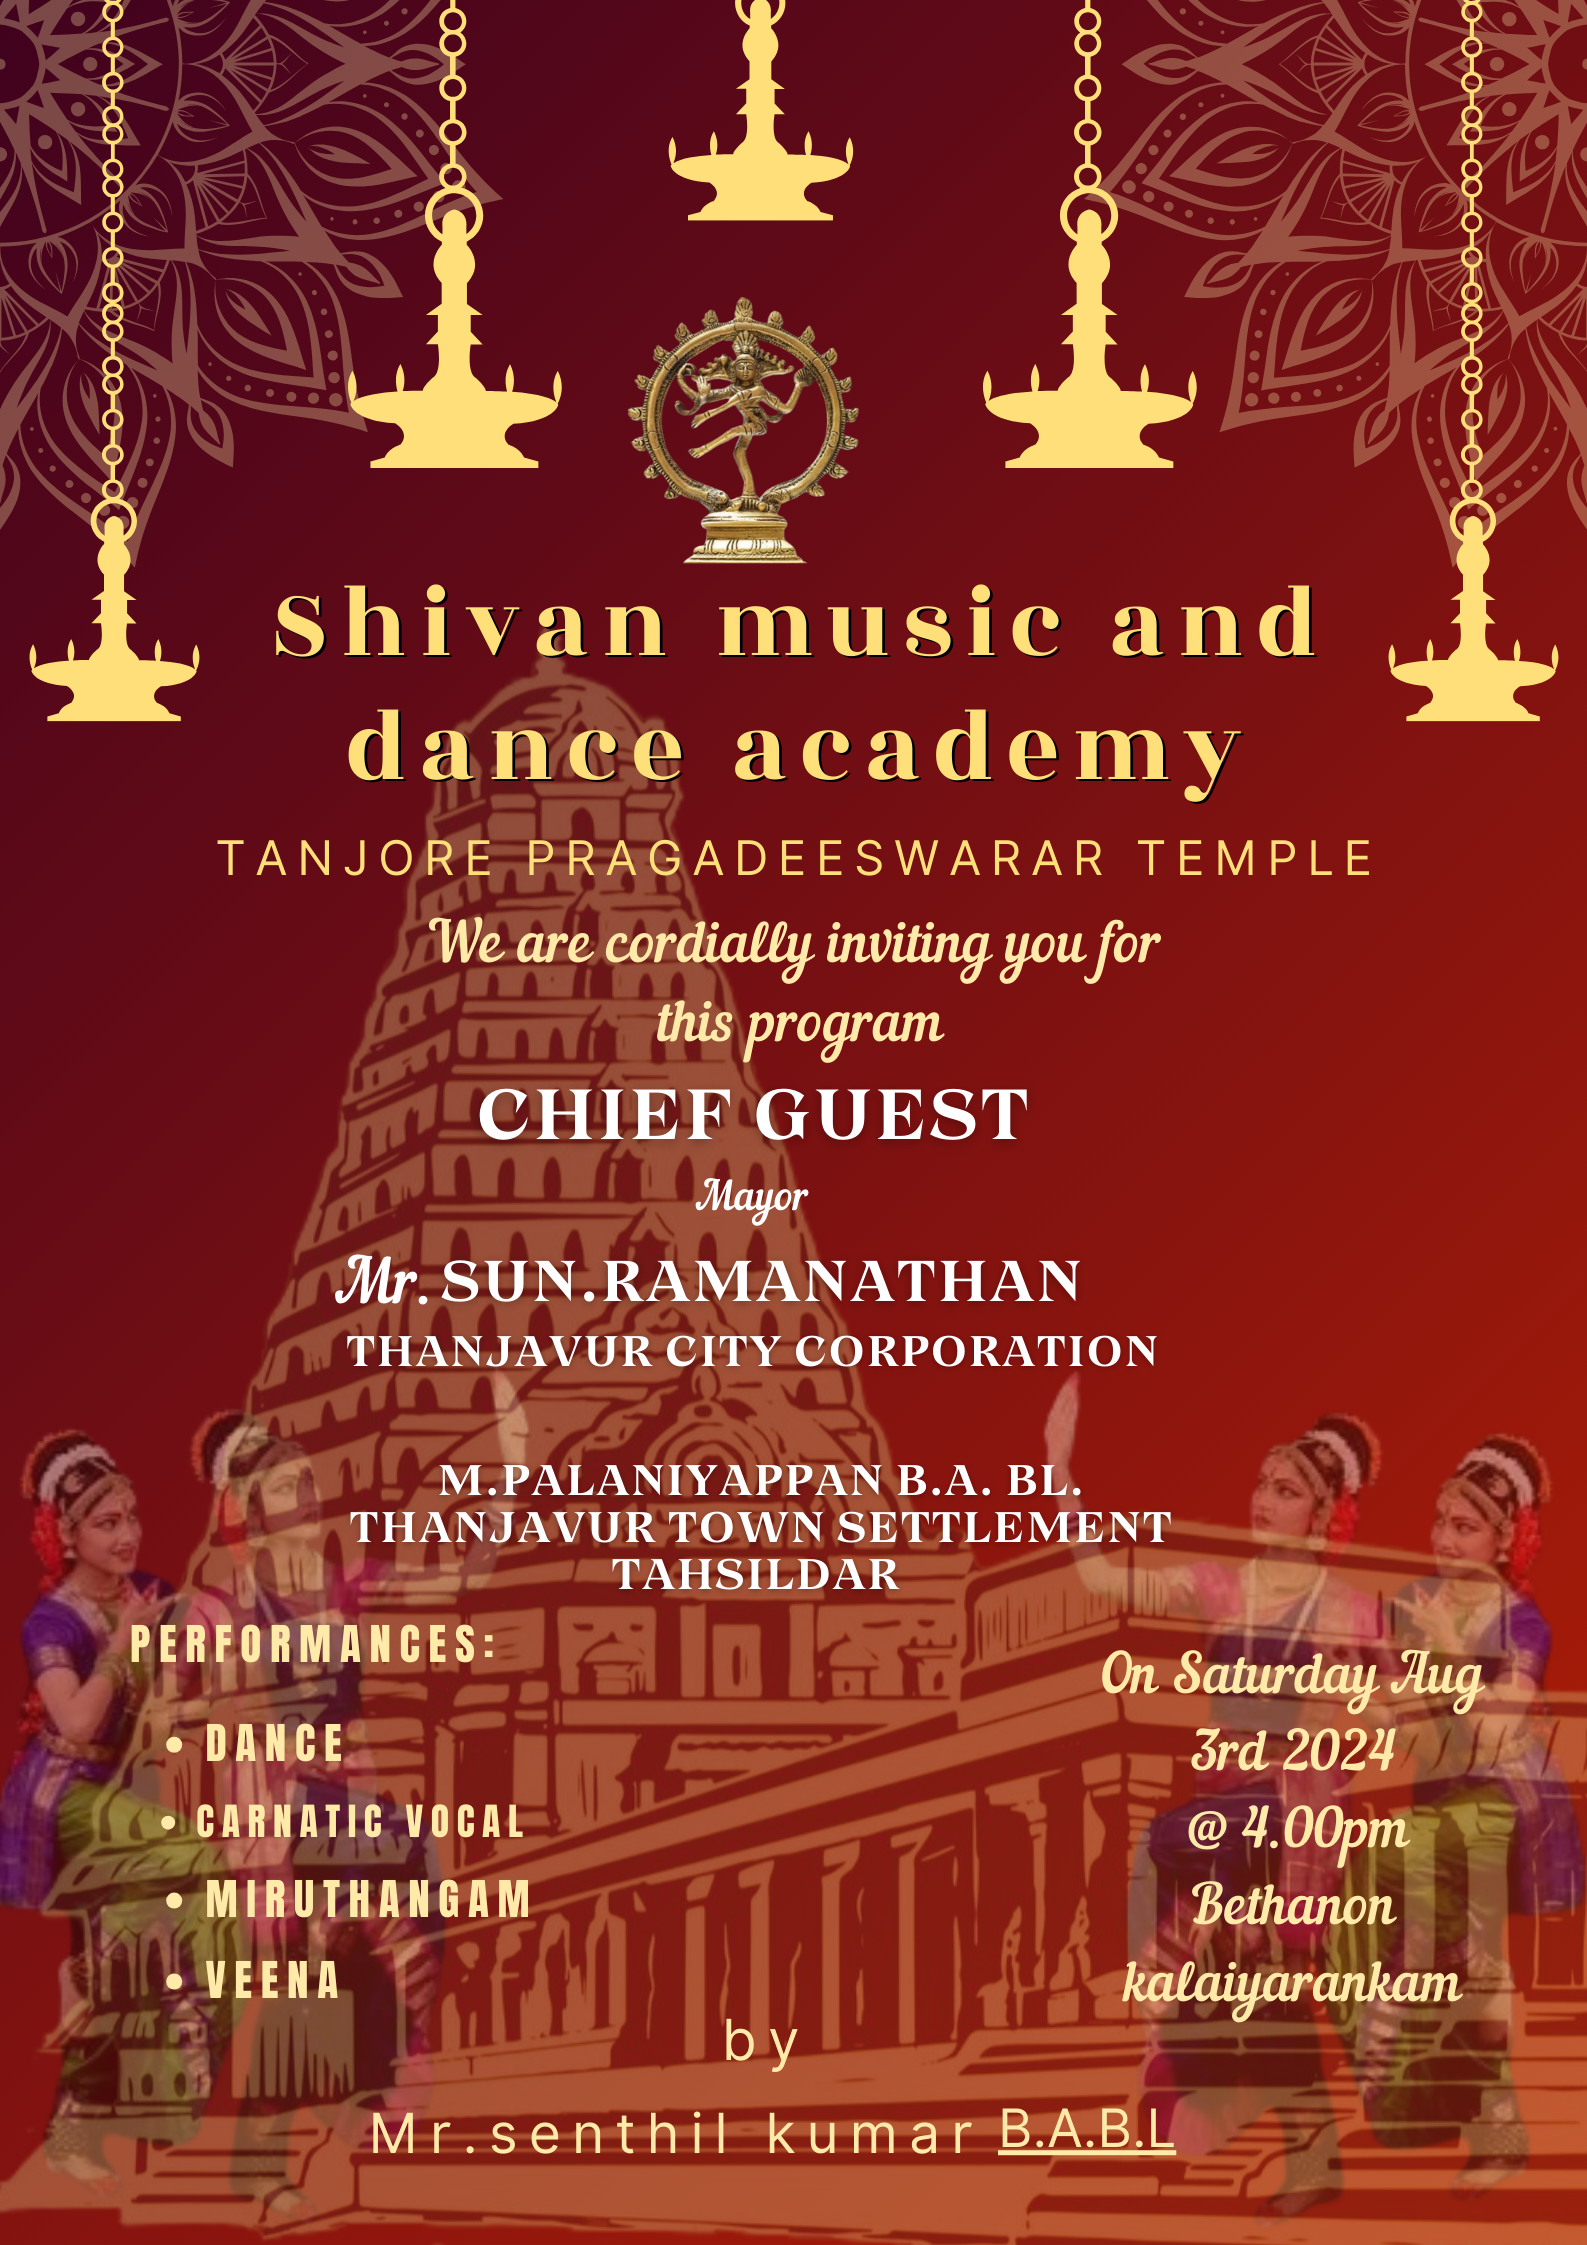 Shivan music and
dance academy
TANJORE PRAGADEESWARAR TEMPLE
We are cordially inviting you for
this program
CHIEF GUEST
Mayor
Mr. SUN.RAMANATHAN
THANJAVUR CITY CORPORATION
M.PALANIYAPPAN B.A. BL.
THANJAVUR TOWN SETTLEMENT
TAHSILDAR
PERFORMANCES:
• DANCE
• CARNATIC VOCAL
• MIRUTHANGAM
• VEENA
On Saturday Aug
3rd 2024
@ 4.00pm
Bethanon
kalaiyarankam
by
Mr.senthil kumar B.A.B.L